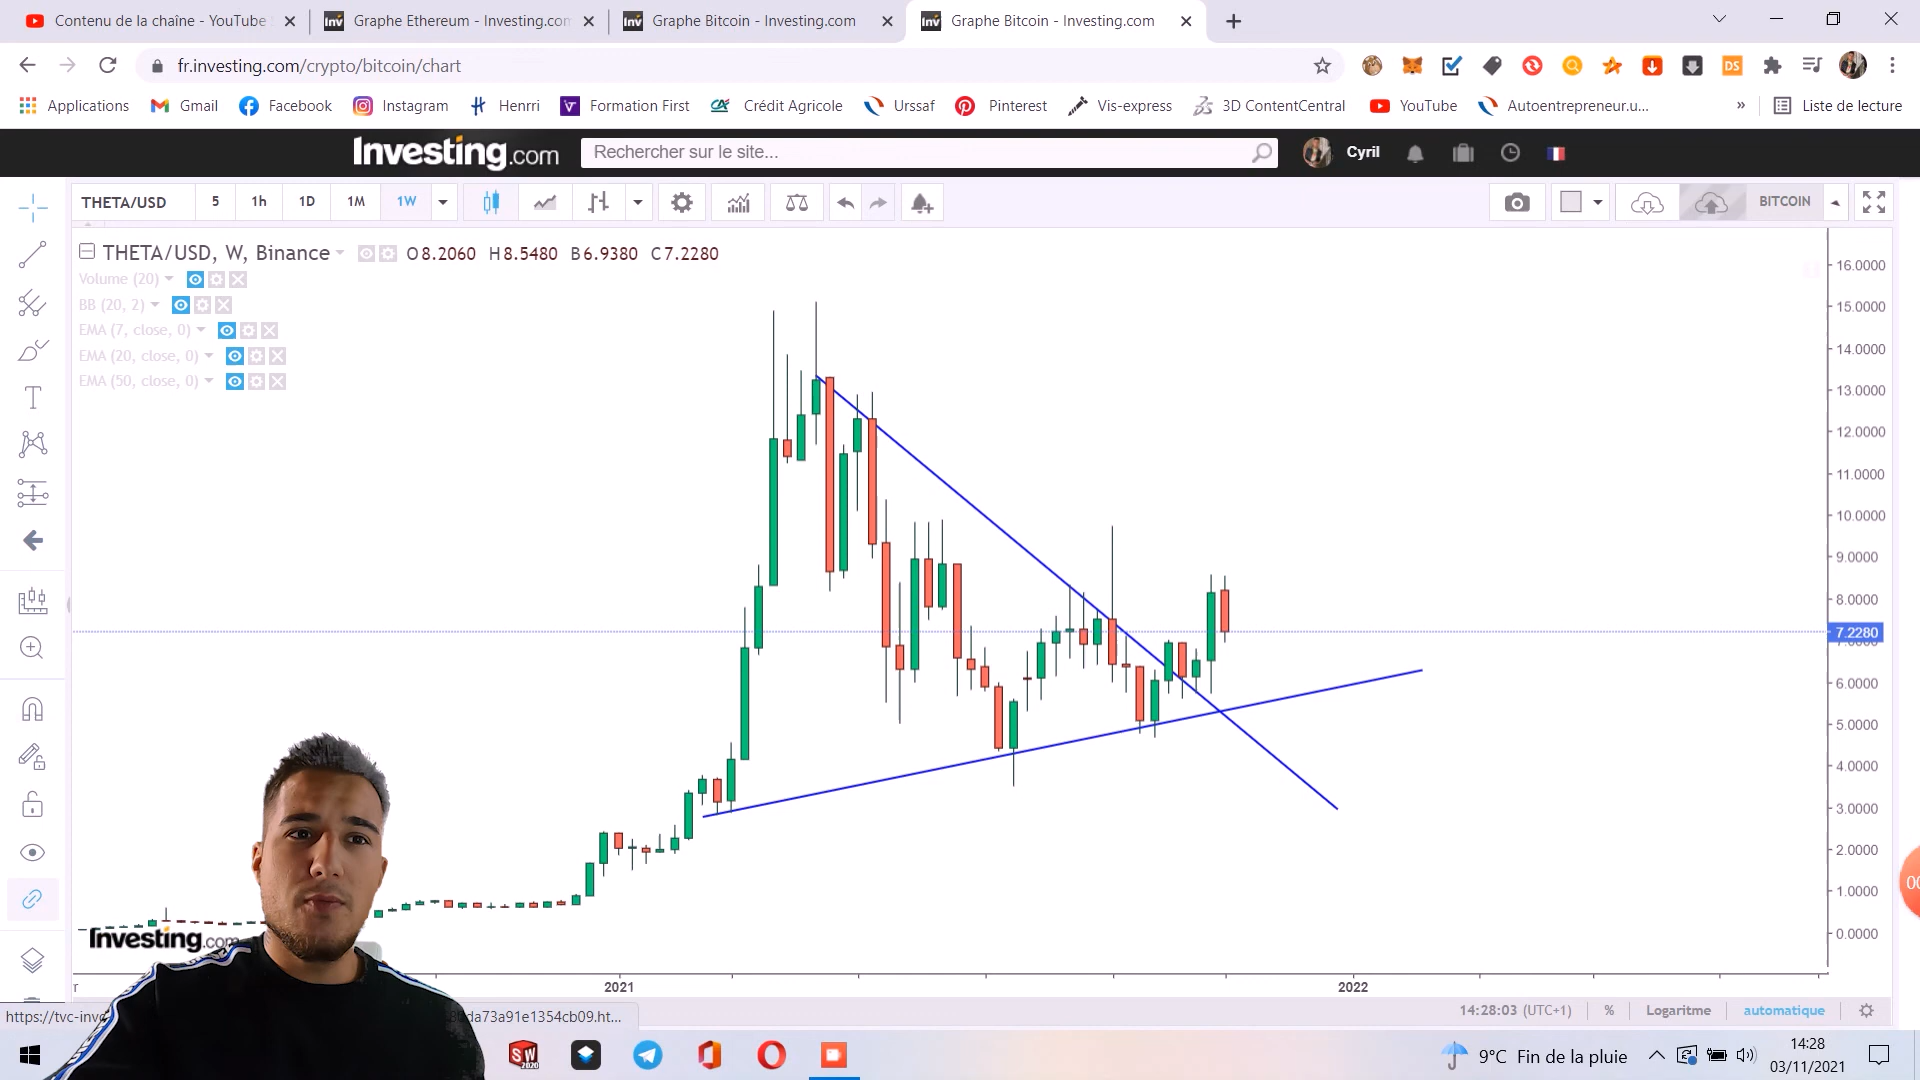 Contenu de la chaîne - YouTube
Graphe Ethereum - Investing.com
Graphe Bitcoin - Investing.com
Graphe Bitcoin - Investing.com
fr.investing.com/crypto/bitcoin/chart
DS
Applications
Gmail
Facebook
Instagram
Henrri
Formation First
Crédit Agricole
Urssaf
Pinterest
Vis-express
3D ContentCentral
YouTube
Autoentrepreneur.u...
»
Liste de lecture
Investing.com
Rechercher sur le site...
Cyril
THETA/USD
5
1h
1D
1M
1W
BITCOIN
THETA/USD, W, Binance
O8.2060 H8.5480 B6.9380 C7.2280
Volume (20)
BB (20, 2)
EMA (7, close, 0)
EMA (20, close, 0)
EMA (50, close, 0)
16.0000
15.0000
14.0000
13.0000
12.0000
11.0000
10.0000
9.0000
8.0000
7.2280
6.0000
5.0000
4.0000
3.0000
2.0000
1.0000
0.0000
Investing.com
2021
2022
14:28:03 (UTC+1)
%
Logaritme
automatique
da73a91e1354cb09.ht...
SW
2020
9°C Fin de la pluie
14:28
03/11/2021